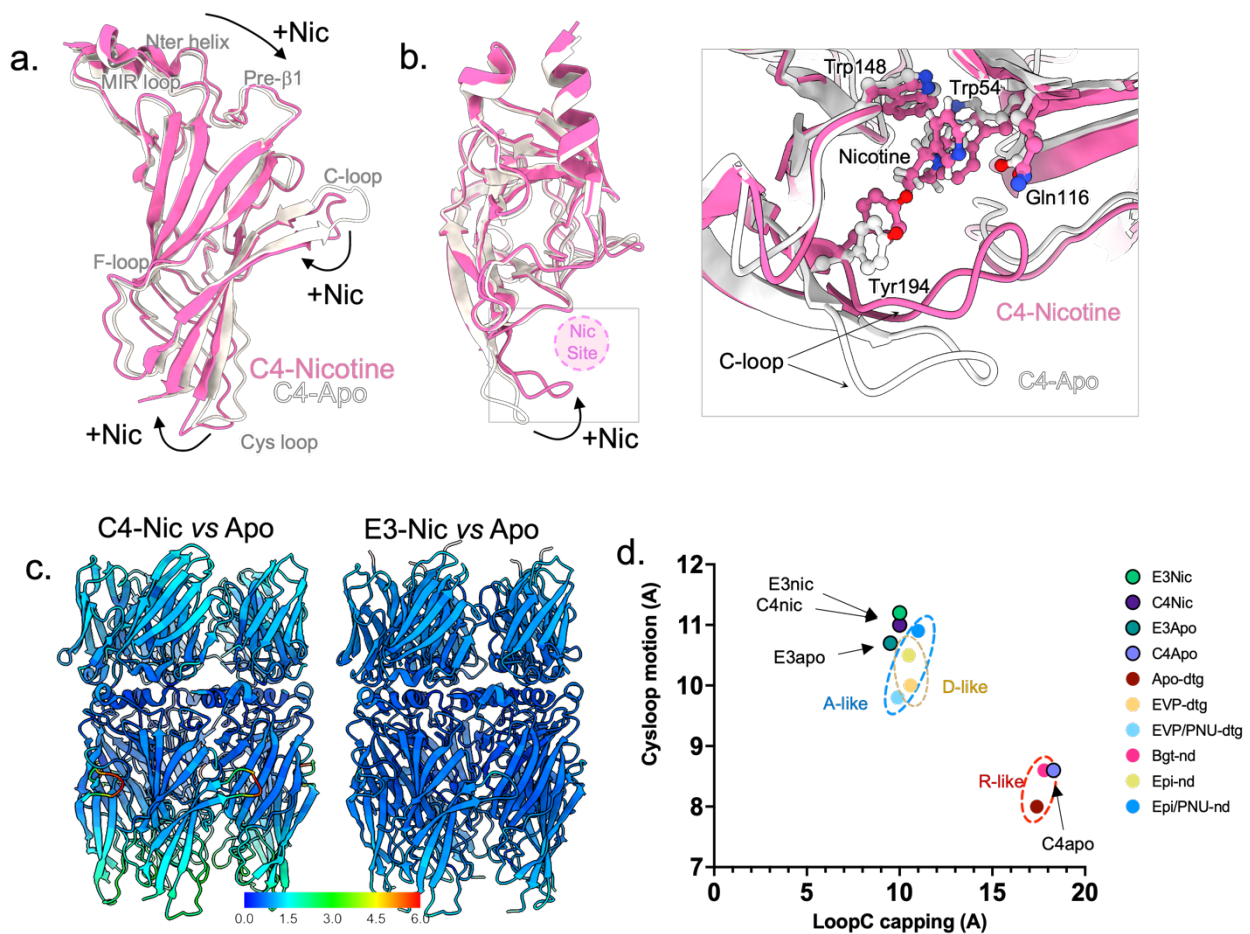 a.
Nter helix
+Nic
MIR loop
Pre-β1
C-loop
F-loop
+Nic
C4-Nicotine
C4-Apo
+Nic
Cys loop
b.
Nic
Site
+Nic
Trp148
Trp54
Nicotine
Gln116
Tyr194
C4-Nicotine
C-loop
C4-Apo
c.
C4-Nic vs Apo
E3-Nic vs Apo
0.0 1.5 3.0 4.5 6.0
d.
Cysloop motion (A)
12
11
10
9
8
7
0 5 10 15 20
LoopC capping (A)
E3nic
C4nic
E3apo
A-like
D-like
R-like
C4apo
E3Nic
C4Nic
E3Apo
C4Apo
Apo-dtg
EVP-dtg
EVP/PNU-dtg
Bgt-nd
Epi-nd
Epi/PNU-nd